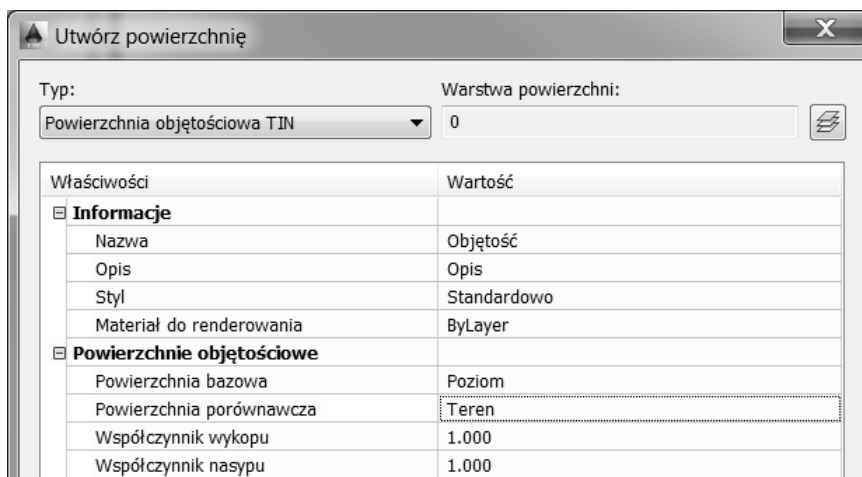 Utwórz powierzchnię
X
Typ:
Warstwa powierzchni:
Powierzchnia objętościowa TIN
0
Właściwości Wartość
Informacje
Nazwa Objętość
Opis Opis
Styl Standardowo
Materiał do renderowania ByLayer
Powierzchnie objętościowe
Powierzchnia bazowa Poziom
Powierzchnia porównawcza Teren
Współczynnik wykopu 1.000
Współczynnik nasypu 1.000